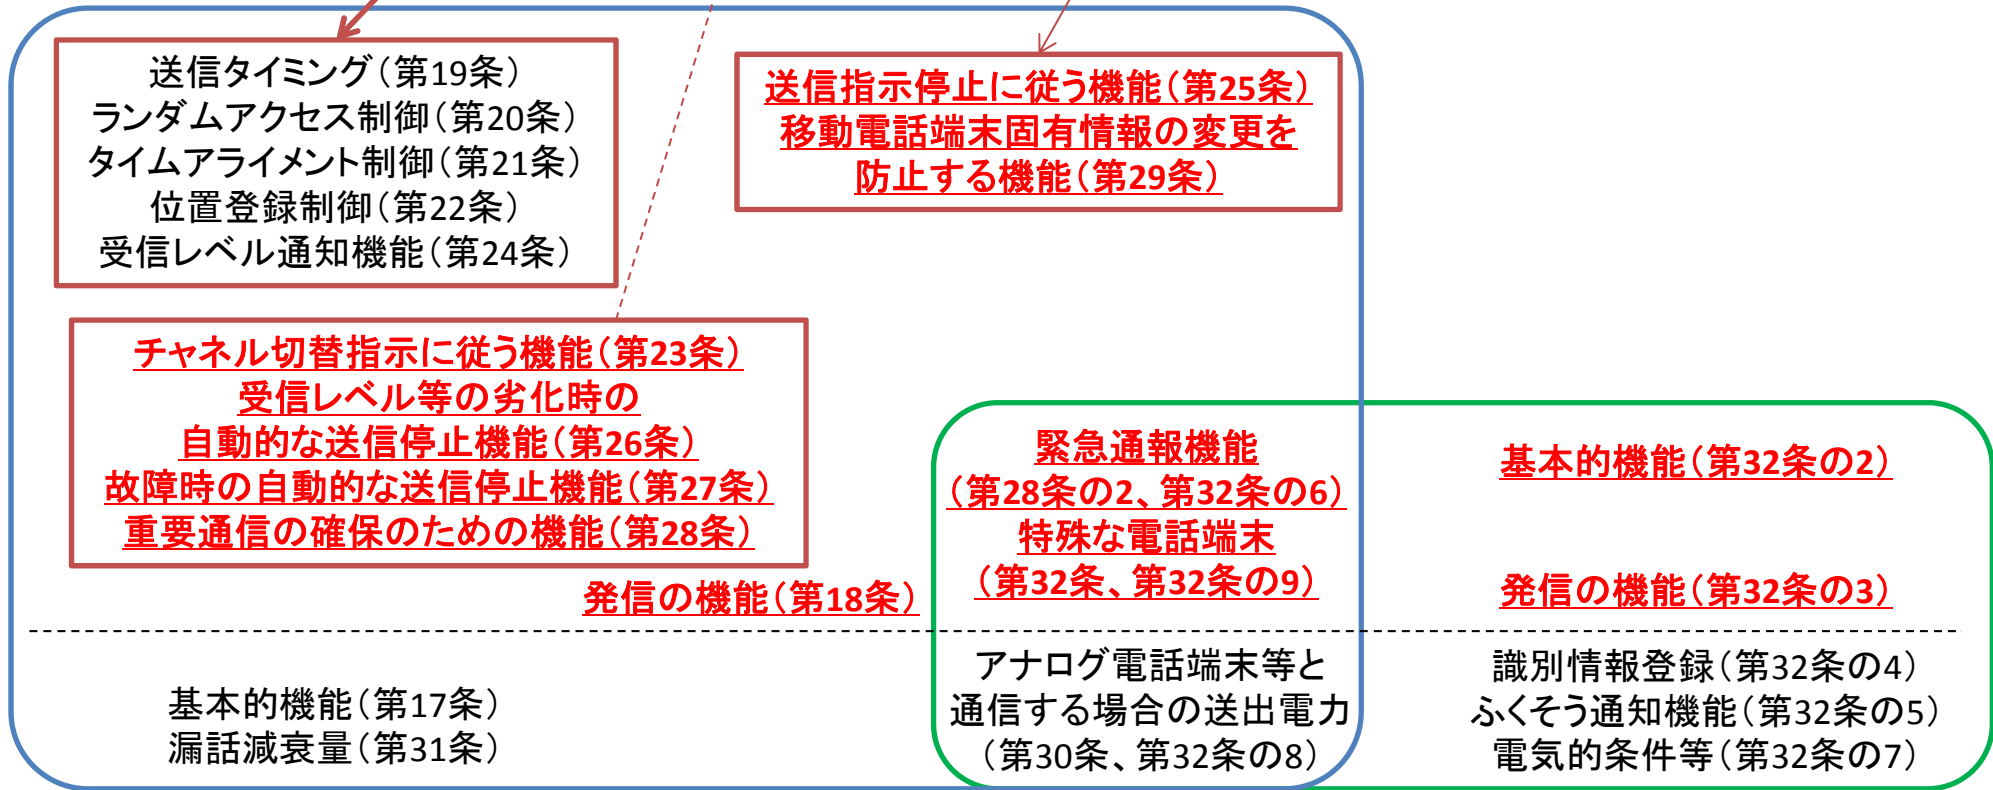 送信タイミング（第19条）
ランダムアクセス制御（第20条）
タイムアライメント制御（第21条）
位置登録制御（第22条）
受信レベル通知機能（第24条）
送信指示停止に従う機能（第25条）
移動電話端末固有情報の変更を
防止する機能（第29条）
チャネル切替指示に従う機能（第23条）
受信レベル等の劣化時の
自動的な送信停止機能（第26条）
故障時の自動的な送信停止機能（第27条）
重要通信の確保のための機能（第28条）
発信の機能（第18条）
緊急通報機能
（第28条の2、第32条の6）
特殊な電話端末
（第32条、第32条の9）
基本的機能（第32条の2）
発信の機能（第32条の3）
基本的機能（第17条）
漏話減衰量（第31条）
アナログ電話端末等と
通信する場合の送出電力
（第30条、第32条の8）
識別情報登録（第32条の4）
ふくそう通知機能（第32条の5）
電気的条件等（第32条の7）